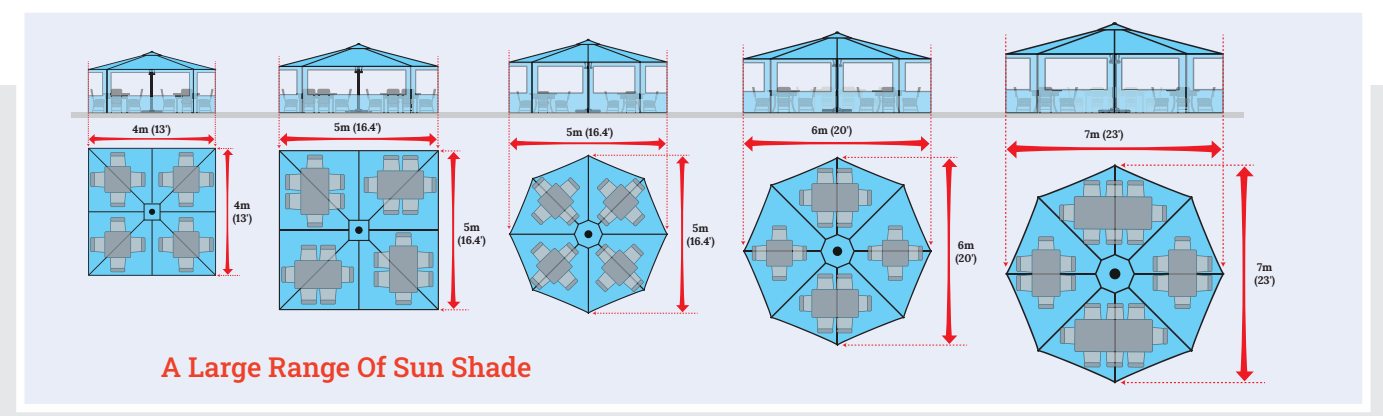 4m (13')
5m (16.4')
5m (16.4')
6m (20')
7m (23')
4m
(13')
5m
(16.4')
5m
(16.4')
6m
(20')
7m
(23')
A Large Range Of Sun Shade